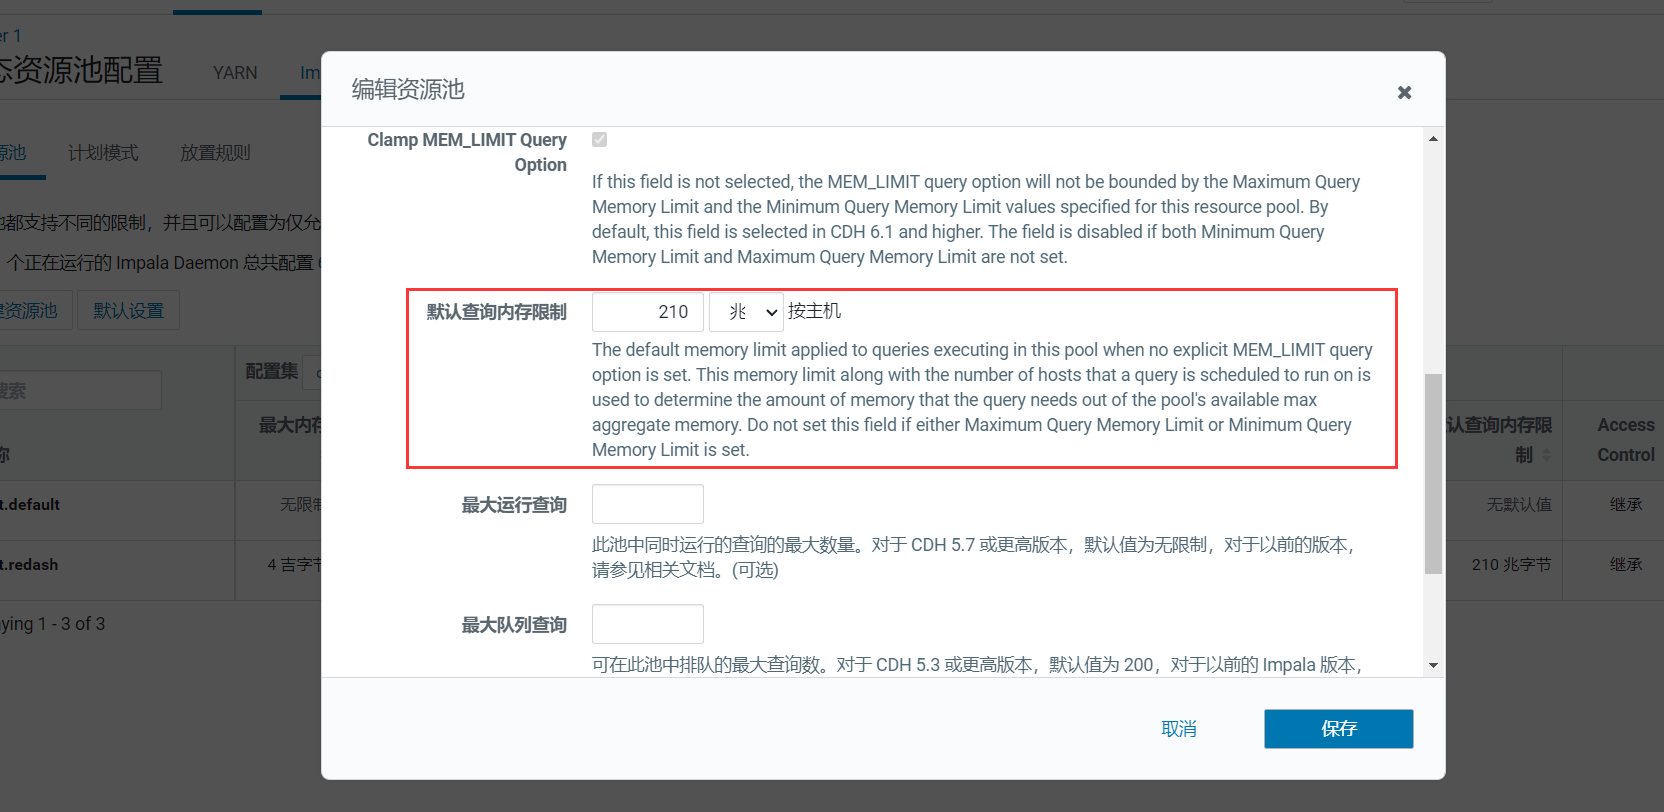 er 1
态资源池配置
YARN
Im
源池
计划模式
放置规则
都支持不同的限制，并且可以配置为仅允
个正在运行的 Impala Daemon 总共配置
建资源池
默认设置
配置集
搜索
最大内存
称
认查询内存限制
Access Control
t.default
无限制
无默认值
继承
t.redash
4 吉字节
210 兆字节
继承
ying 1 - 3 of 3
编辑资源池
Clamp MEM_LIMIT Query
Option
If this field is not selected, the MEM_LIMIT query option will not be bounded by the Maximum Query
Memory Limit and the Minimum Query Memory Limit values specified for this resource pool. By
default, this field is selected in CDH 6.1 and higher. The field is disabled if both Minimum Query
Memory Limit and Maximum Query Memory Limit are not set.
默认查询内存限制
210 兆 按主机
The default memory limit applied to queries executing in this pool when no explicit MEM_LIMIT query
option is set. This memory limit along with the number of hosts that a query is scheduled to run on is
used to determine the amount of memory that the query needs out of the pool's available max
aggregate memory. Do not set this field if either Maximum Query Memory Limit or Minimum Query
Memory Limit is set.
最大运行查询
此池中同时运行的查询的最大数量。对于 CDH 5.7 或更高版本，默认值为无限制，对于以前的版本，
请参见相关文档。(可选)
最大队列查询
可在此池中排队的最大查询数。对于 CDH 5.3 或更高版本，默认值为 200，对于以前的 Impala 版本，
取消
保存